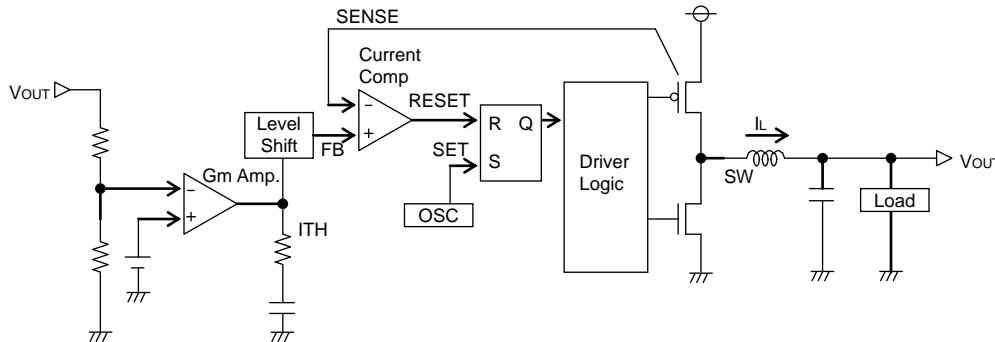 SENSE
Current
Comp
VOUT
RESET
Level
Shift
FB
R Q
SET
S
IL
Driver
Logic
Gm Amp.
SW
VOUT
OSC
Load
ITH
-
+
-
+